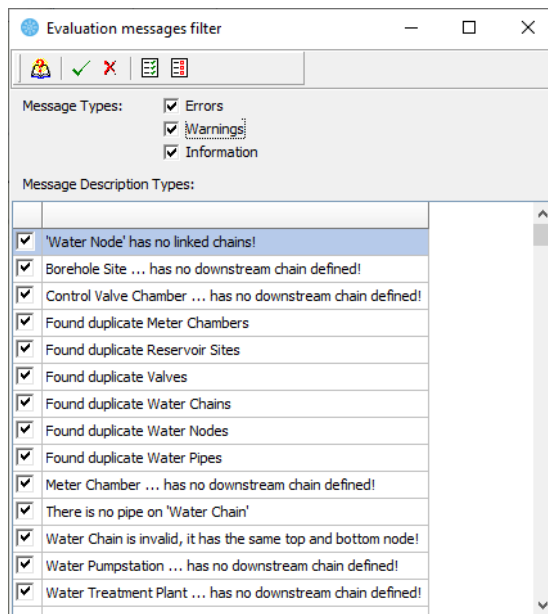 Evaluation messages filter
Message Types:
Errors
Warnings
Information
Message Description Types:
'Water Node' has no linked chains!
Borehole Site ... has no downstream chain defined!
Control Valve Chamber ... has no downstream chain defined!
Found duplicate Meter Chambers
Found duplicate Reservoir Sites
Found duplicate Valves
Found duplicate Water Chains
Found duplicate Water Nodes
Found duplicate Water Pipes
Meter Chamber ... has no downstream chain defined!
There is no pipe on 'Water Chain'
Water Chain is invalid, it has the same top and bottom node!
Water Pumpstation ... has no downstream chain defined!
Water Treatment Plant ... has no downstream chain defined!